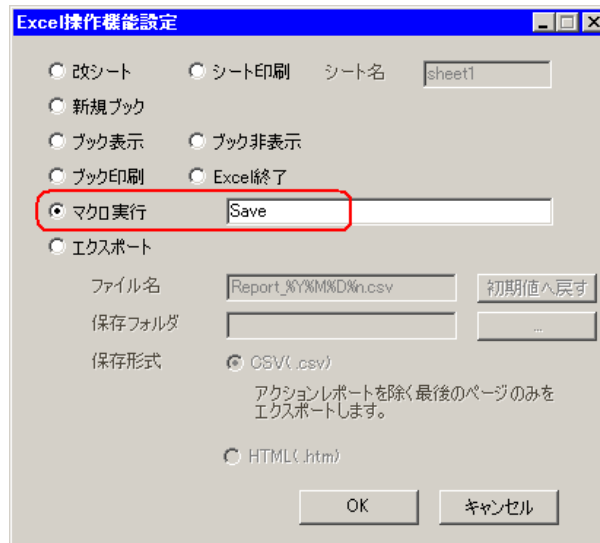 Excel操作機能設定
改シート シート印刷 シート名 sheet1
新規ブック
ブック表示 ブック非表示
ブック印刷 Excel終了
マクロ実行 Save
エクスポート
ファイル名 Report_%Y%M%D%n.csv 初期値へ戻す
保存フォルダ ...
保存形式 CSV(.csv)
アクションレポートを除く最後のページのみを
エクスポートします。
HTML(.htm)
OK キャンセル